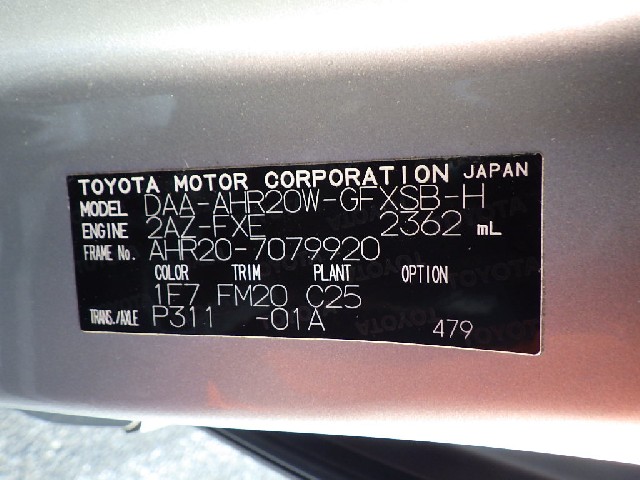 TOYOTA MOTOR CORPORATION JAPAN
MODEL DAA-AHR20W-GFXSB-H
ENGINE 2AZ-FXE 2362 mL
FRAME No. AHR20-7079920
COLOR TRIM PLANT OPTION
1E7 FM20 C25
TRANS./AXLE P311 -01A 479